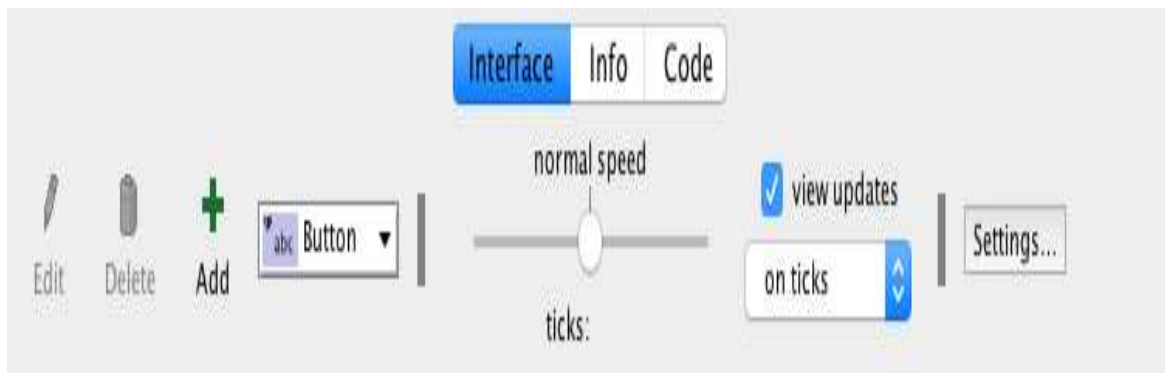 Interface Info Code
normal speed
view updates
Edit Delete Add abc Button Settings...
on ticks
ticks: